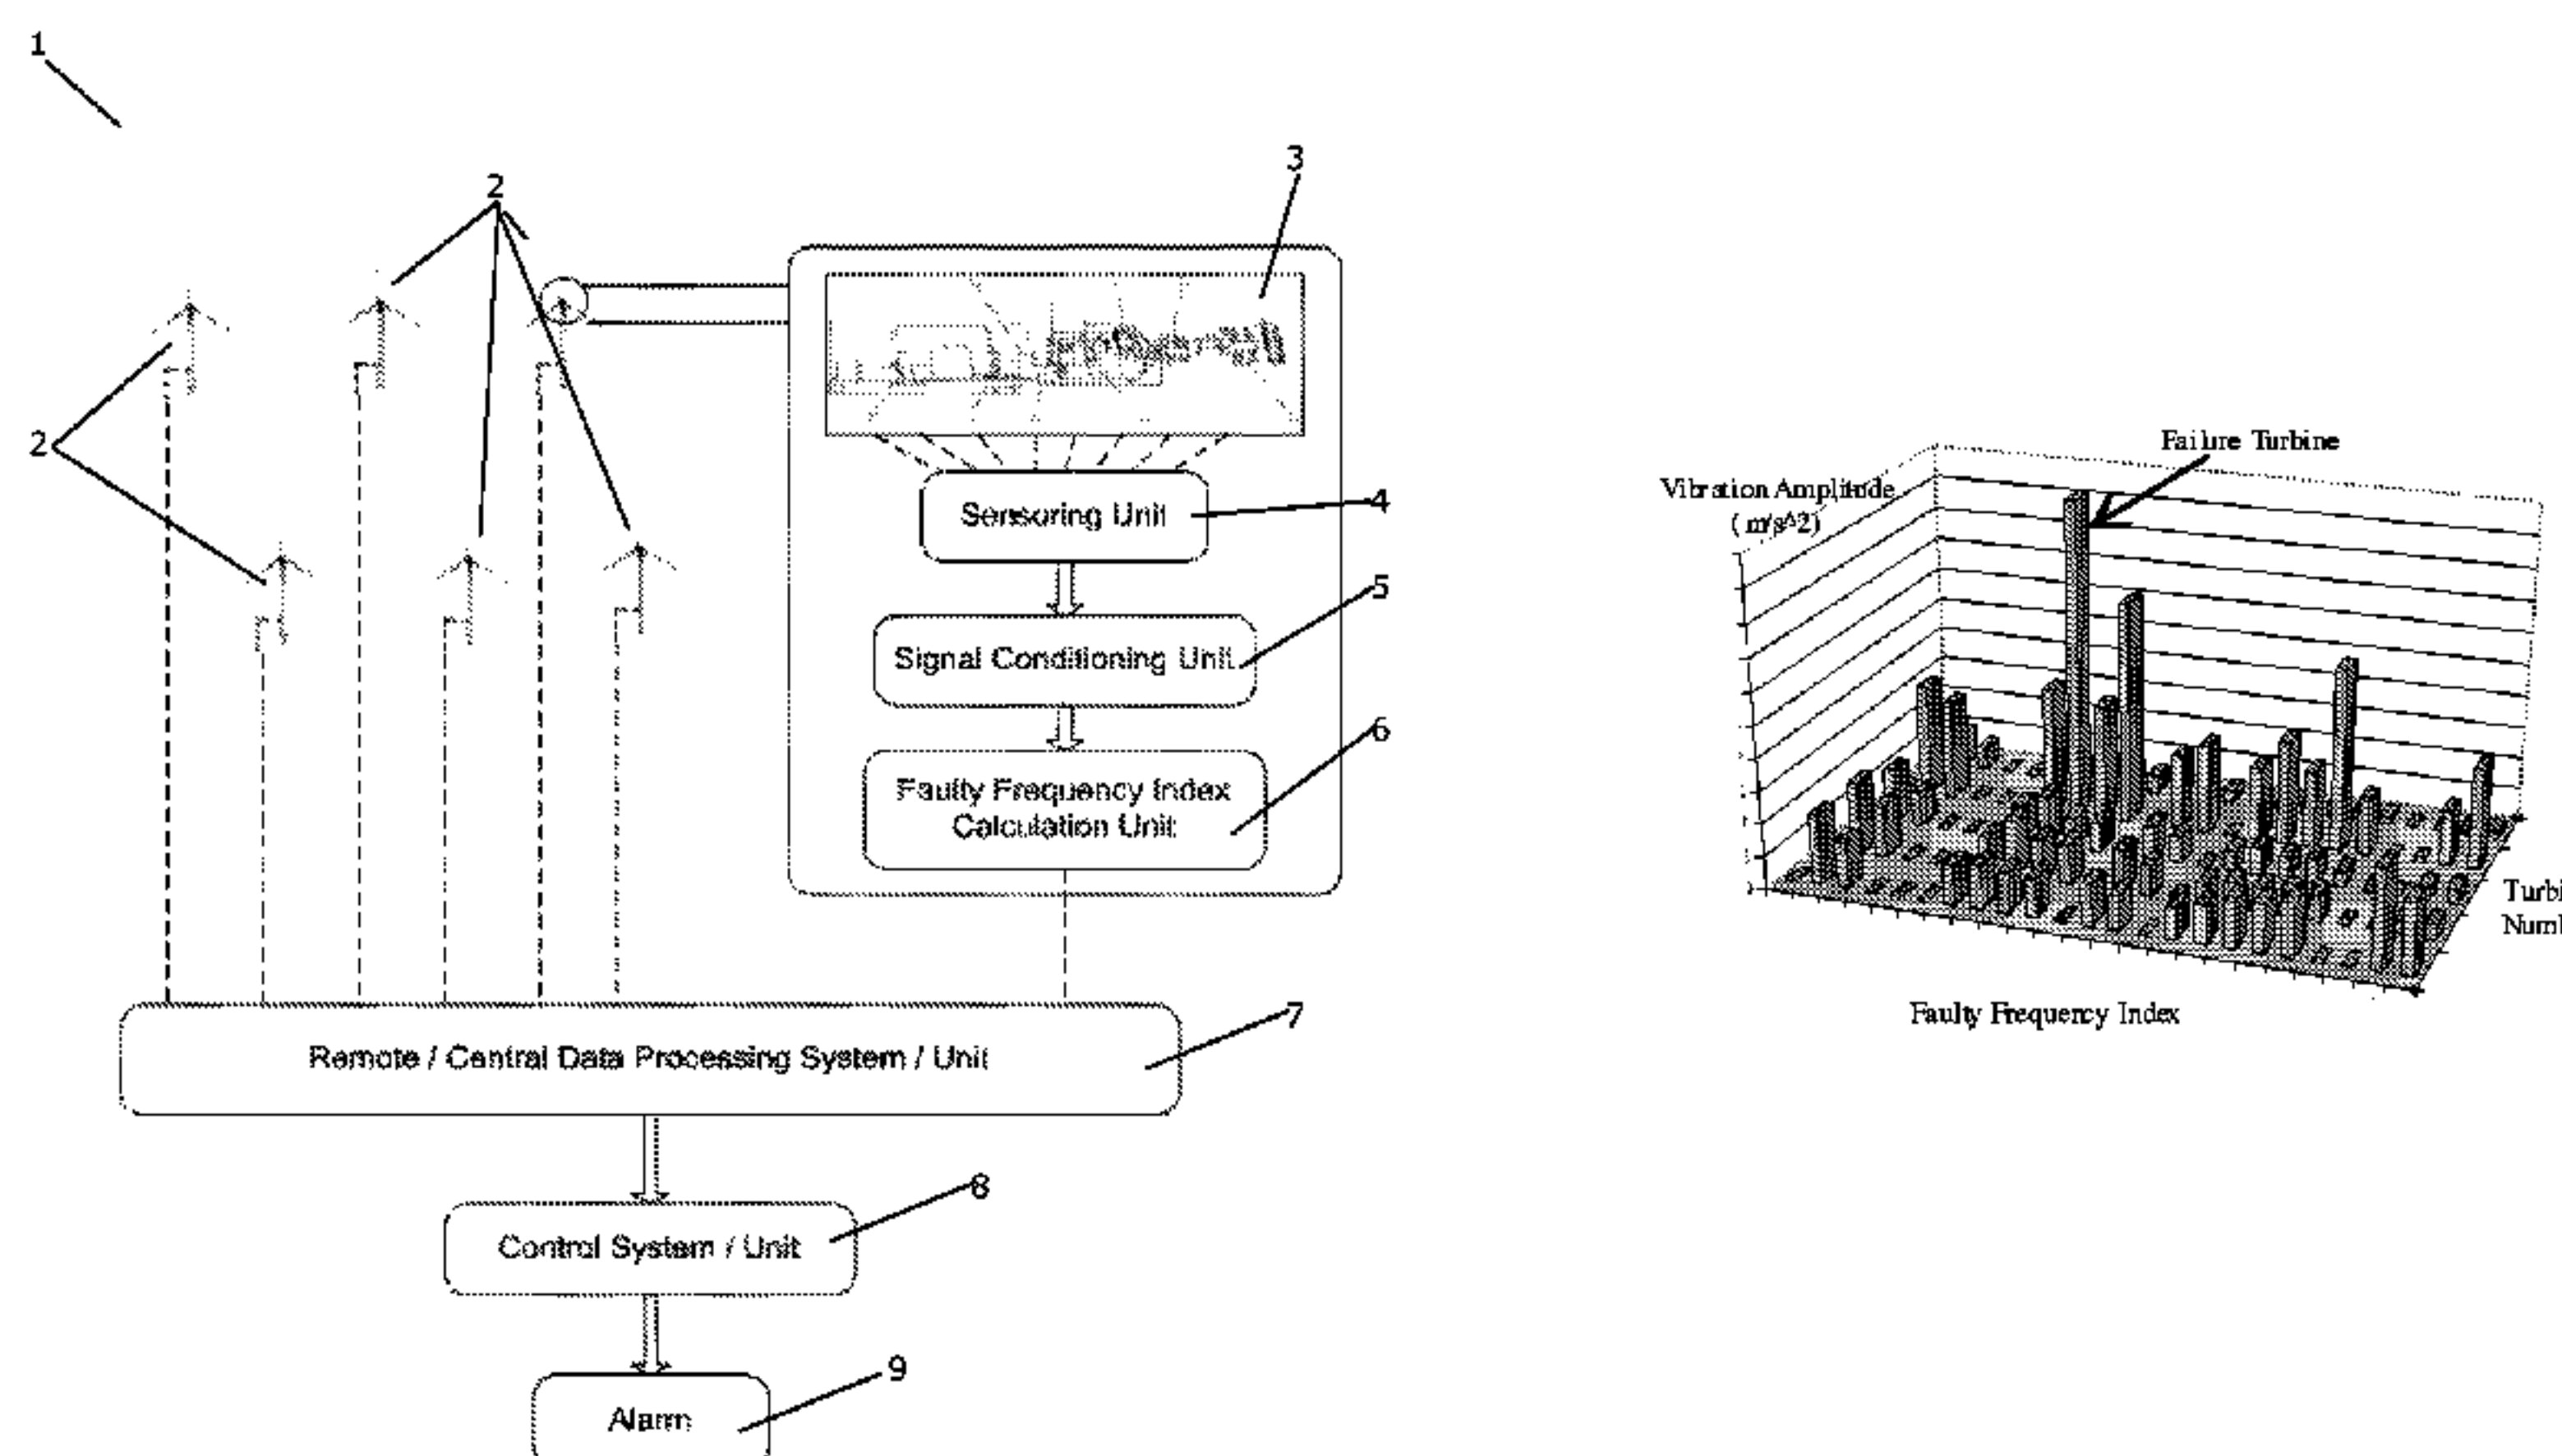 1
2
3
2
Sensoring Unit
4
5
Signal Conditioning Unit
6
Faulty Frequency Index
Calculation Unit
7
Remote / Central Data Processing System / Unit
8
Control System / Unit
9
Alarm
Failure Turbine
Vibration Amplitude
( m/s^2)
Turbi
Num
Faulty Frequency Index